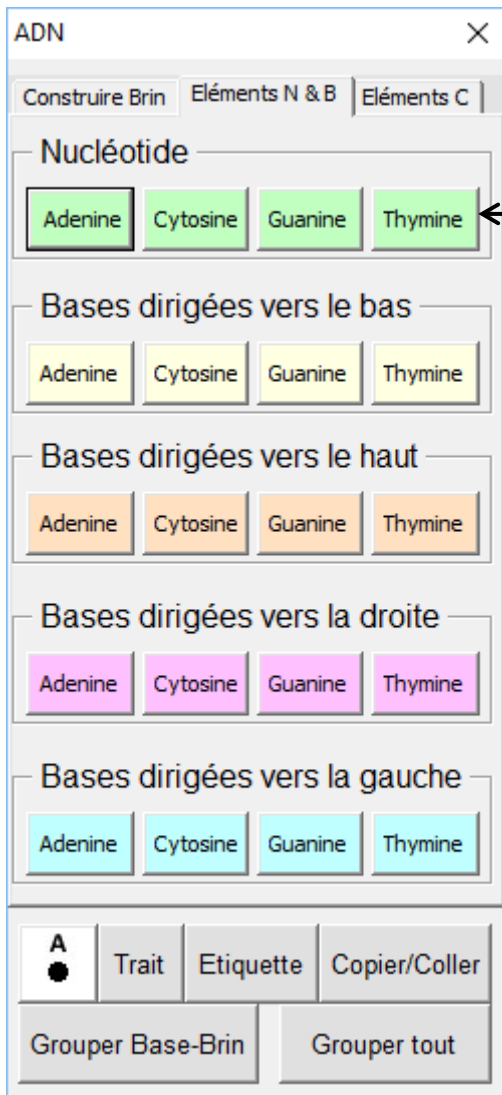 ADN
Construire Brin Eléments N & B Eléments C
Nucléotide
Adenine Cytosine Guanine Thymine
Bases dirigées vers le bas
Adenine Cytosine Guanine Thymine
Bases dirigées vers le haut
Adenine Cytosine Guanine Thymine
Bases dirigées vers la droite
Adenine Cytosine Guanine Thymine
Bases dirigées vers la gauche
Adenine Cytosine Guanine Thymine
A
Trait Etiquette Copier/Coller
Grouper Base-Brin Grouper tout